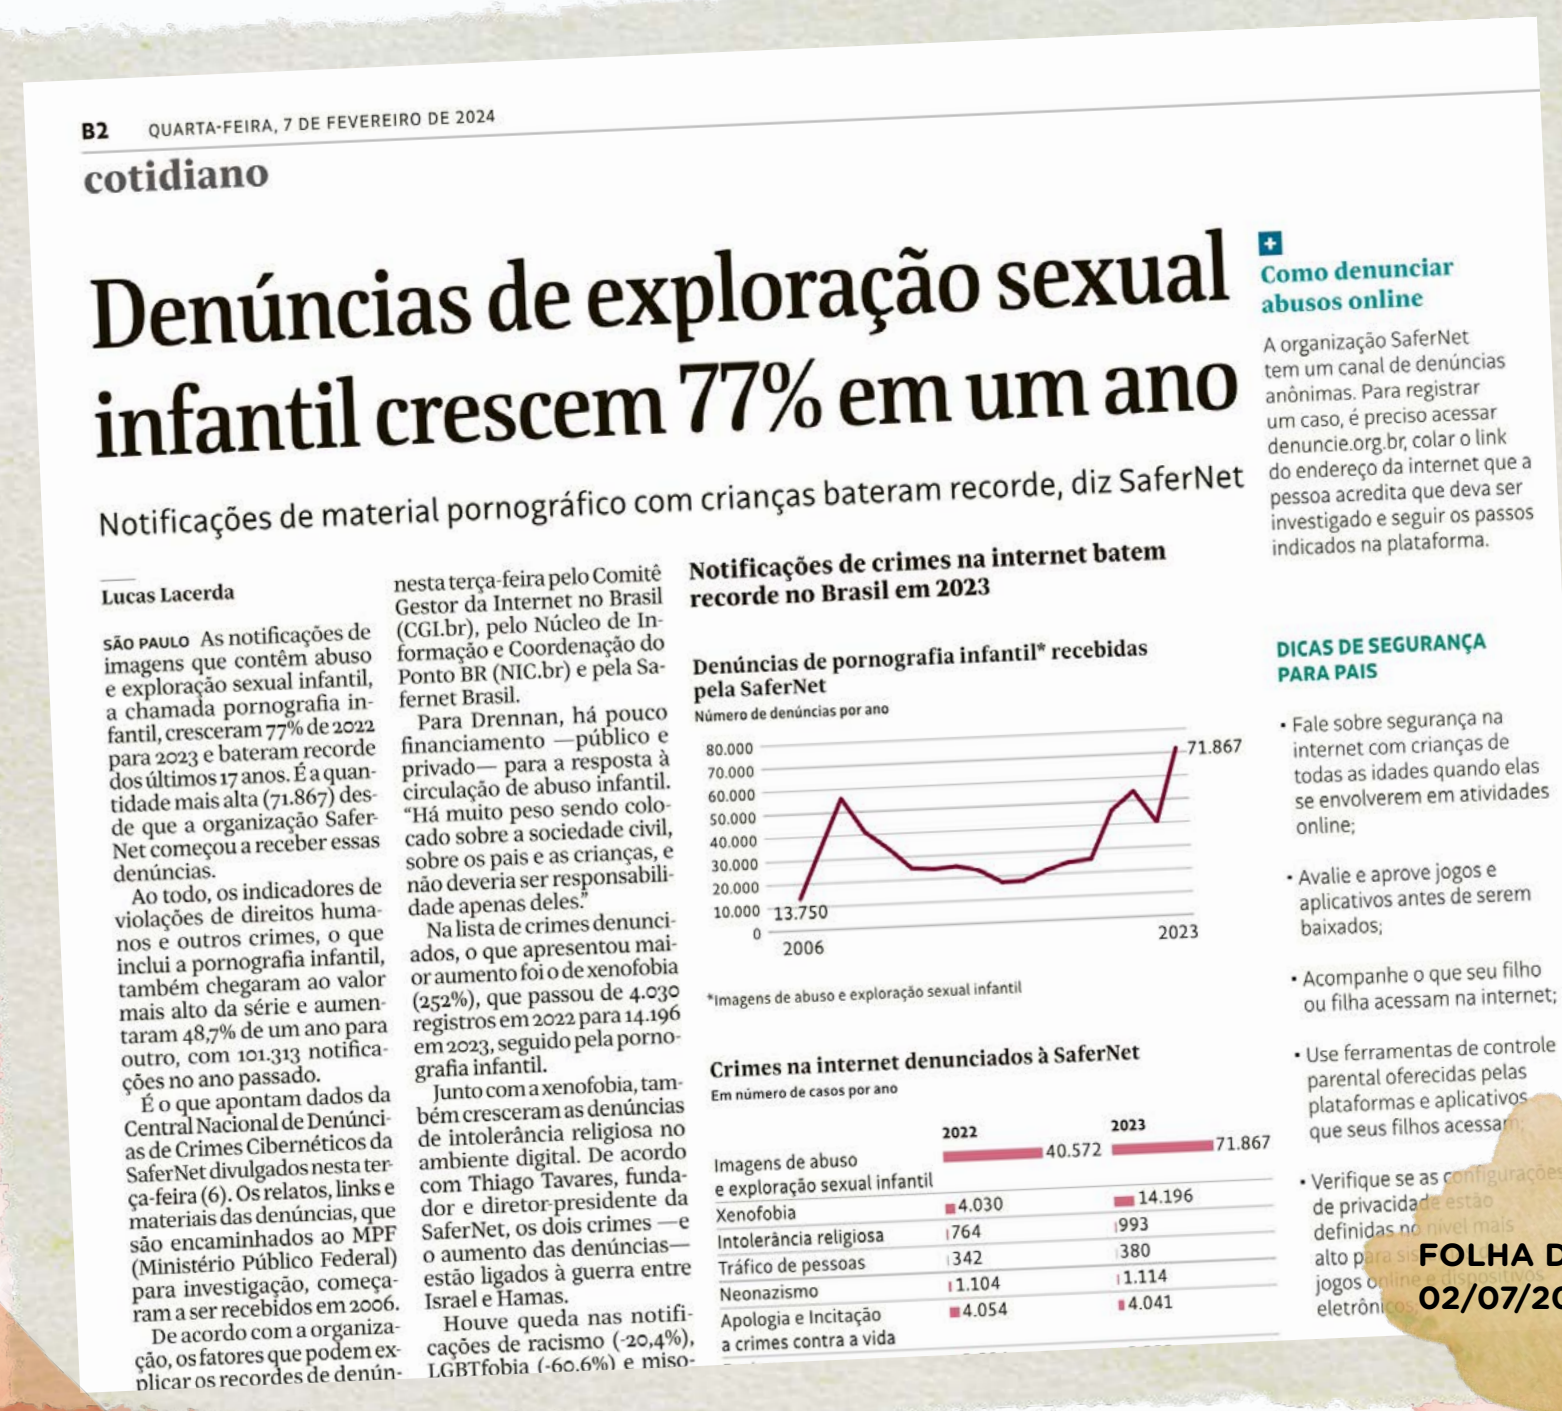 B2 QUARTA-FEIRA, 7 DE FEVEREIRO DE 2024
cotidiano
Denúncias de exploração sexual
infantil crescem 77% em um ano
Notificações de material pornográfico com crianças bateram recorde, diz SaferNet
Lucas Lacerda
SÃO PAULO As notificações de
imagens que contêm abuso
e exploração sexual infantil,
a chamada pornografia in-
fantil, cresceram 77% de 2022
para 2023 e bateram recorde
dos últimos 17 anos. É a quan-
tidade mais alta (71.867) des-
de que a organização Safer-
Net começou a receber essas
denúncias.
Ao todo, os indicadores de
violações de direitos huma-
nos e outros crimes, o que
inclui a pornografia infantil,
também chegaram ao valor
mais alto da série e aumen-
taram 48,7% de um ano para
outro, com 101.313 notifica-
ções no ano passado.
É o que apontam dados da
Central Nacional de Denúnci-
as de Crimes Cibernéticos da
SaferNet divulgados nesta ter-
ça-feira (6). Os relatos, links e
materiais das denúncias, que
são encaminhados ao MPF
(Ministério Público Federal)
para investigação, começa-
ram a ser recebidos em 2006.
De acordo com a organiza-
ção, os fatores que podem ex-
plicar os recordes de denún-
nesta terça-feira pelo Comitê
Gestor da Internet no Brasil
(CGI.br), pelo Núcleo de In-
formação e Coordenação do
Ponto BR (NIC.br) e pela Sa-
fernet Brasil.
Para Drennan, há pouco
financiamento —público e
privado— para a resposta à
circulação de abuso infantil.
“Há muito peso sendo colo-
cado sobre a sociedade civil,
sobre os pais e as crianças, e
não deveria ser responsabili-
dade apenas deles.”
Na lista de crimes denunci-
ados, o que apresentou mai-
or aumento foi o de xenofobia
(252%), que passou de 4.030
registros em 2022 para 14.196
em 2023, seguido pela porno-
grafia infantil.
Junto com a xenofobia, tam-
bém cresceram as denúncias
de intolerância religiosa no
ambiente digital. De acordo
com Thiago Tavares, funda-
dor e diretor-presidente da
SaferNet, os dois crimes —e
o aumento das denúncias—
estão ligados à guerra entre
Israel e Hamas.
Houve queda nas notifi-
cações de racismo (-20,4%),
LGBTfobia (-60,6%) e miso-
Notificações de crimes na internet batem
recorde no Brasil em 2023
Denúncias de pornografia infantil* recebidas
pela SaferNet
Número de denúncias por ano
80.000
70.000
60.000
50.000
40.000
30.000
20.000
10.000
0
13.750
71.867
2006 2023
*Imagens de abuso e exploração sexual infantil
Crimes na internet denunciados à SaferNet
Em número de casos por ano
2022 2023
Imagens de abuso
e exploração sexual infantil 40.572 71.867
Xenofobia 4.030 14.196
Intolerância religiosa 764 993
Tráfico de pessoas 342 380
Neonazismo 1.104 1.114
Apologia e Incitação 4.054 4.041
a crimes contra a vida
+
Como denunciar
abusos online
A organização SaferNet
tem um canal de denúncias
anônimas. Para registrar
um caso, é preciso acessar
denuncie.org.br, colar o link
do endereço da internet que a
pessoa acredita que deva ser
investigado e seguir os passos
indicados na plataforma.
DICAS DE SEGURANÇA
PARA PAIS
• Fale sobre segurança na
internet com crianças de
todas as idades quando elas
se envolverem em atividades
online;
• Avalie e aprove jogos e
aplicativos antes de serem
baixados;
• Acompanhe o que seu filho
ou filha acessam na internet;
• Use ferramentas de controle
parental oferecidas pelas
plataformas e aplicativos
que seus filhos acessam;
• Verifique se as configurações
de privacidade estão
definidas no nível mais
alto para
jogos online e dispositivos
eletrônicos
FOLHA D
02/07/20